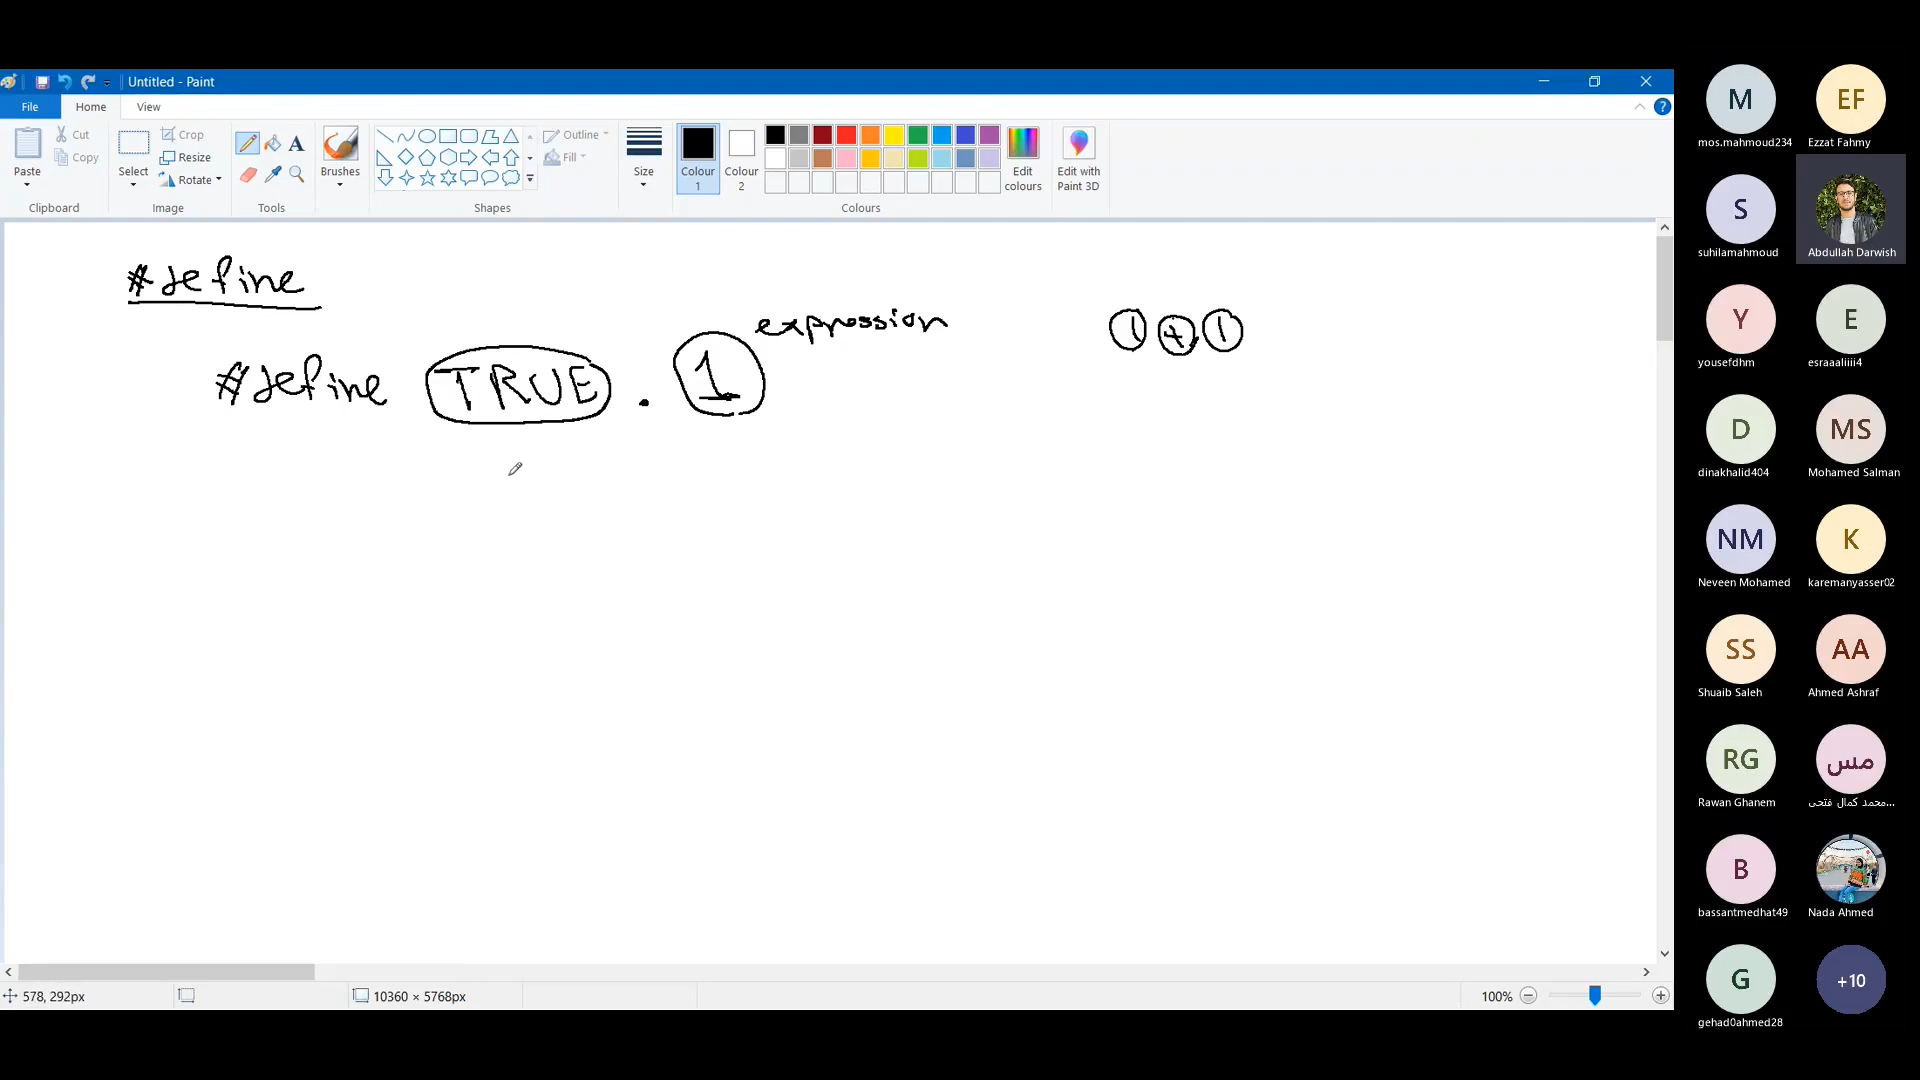 Untitled - Paint
File Home View
Paste Cut Copy Clipboard
Select Crop Resize Rotate Image
Tools
Brushes
Shapes
Outline Fill
Size
Colour 1
Colour 2
Edit colours
Colours
Edit with Paint 3D
#define
#define TRUE . 1 expression
1 + 1
578, 292px
10360 × 5768px
100%
M EF
mos.mahmoud234 Ezzat Fahmy
S
suhilamahmoud Abdullah Darwish
Y E
yousefdhm esraaaliiii4
D MS
dinakhalid404 Mohamed Salman
NM K
Neveen Mohamed karemanyasser02
SS AA
Shuaib Saleh Ahmed Ashraf
RG مس
Rawan Ghanem محمد كمال فتحى...
B
bassantmedhat49 Nada Ahmed
G +10
gehad0ahmed28